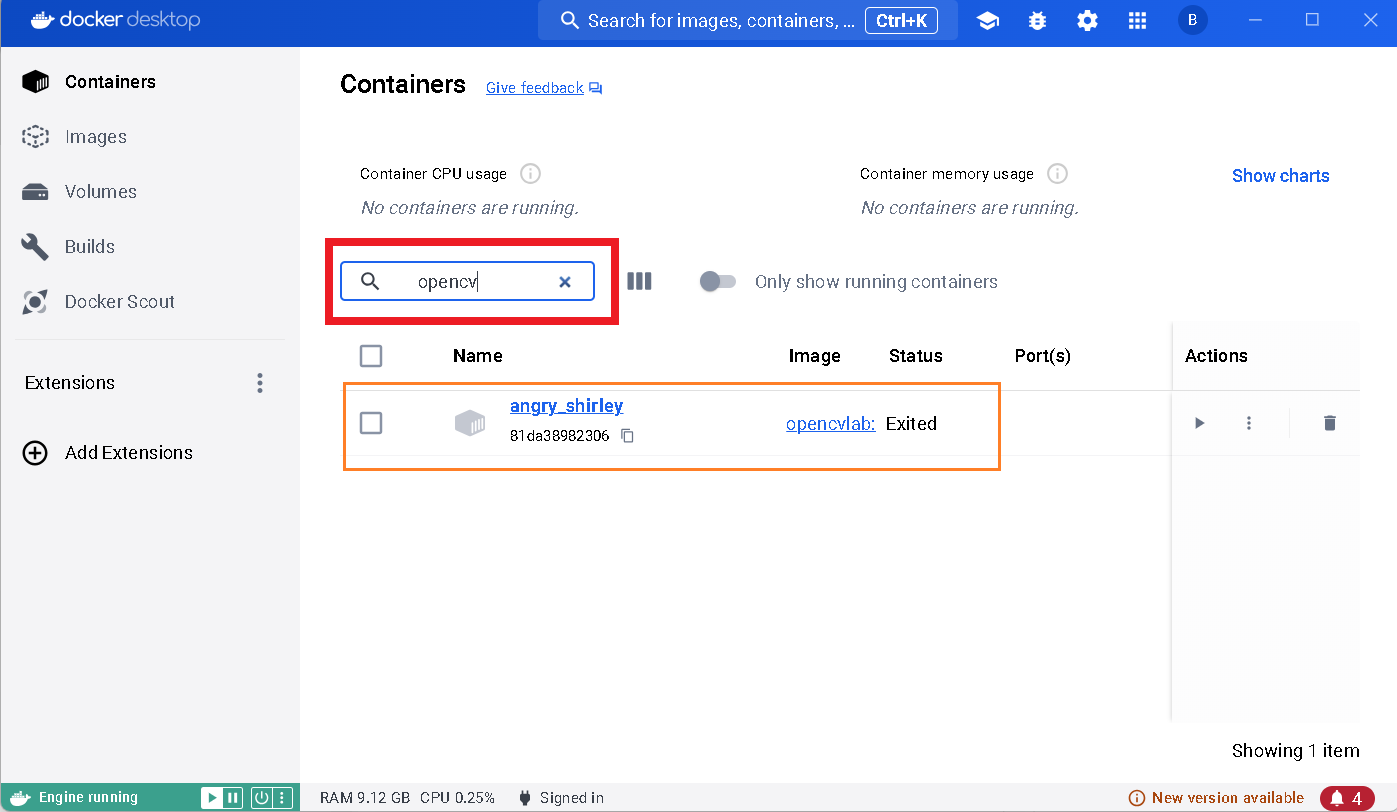 docker desktop
Search for images, containers, ...
Ctrl+K
B
Containers
Images
Volumes
Builds
Docker Scout
Extensions
Add Extensions
Containers
Give feedback
Container CPU usage
No containers are running.
Container memory usage
No containers are running.
Show charts
opencv
Only show running containers
Name Image Status Port(s) Actions
angry_shirley
81da38982306
opencvlab: Exited
Showing 1 item
Engine running
RAM 9.12 GB CPU 0.25%
Signed in
New version available
4